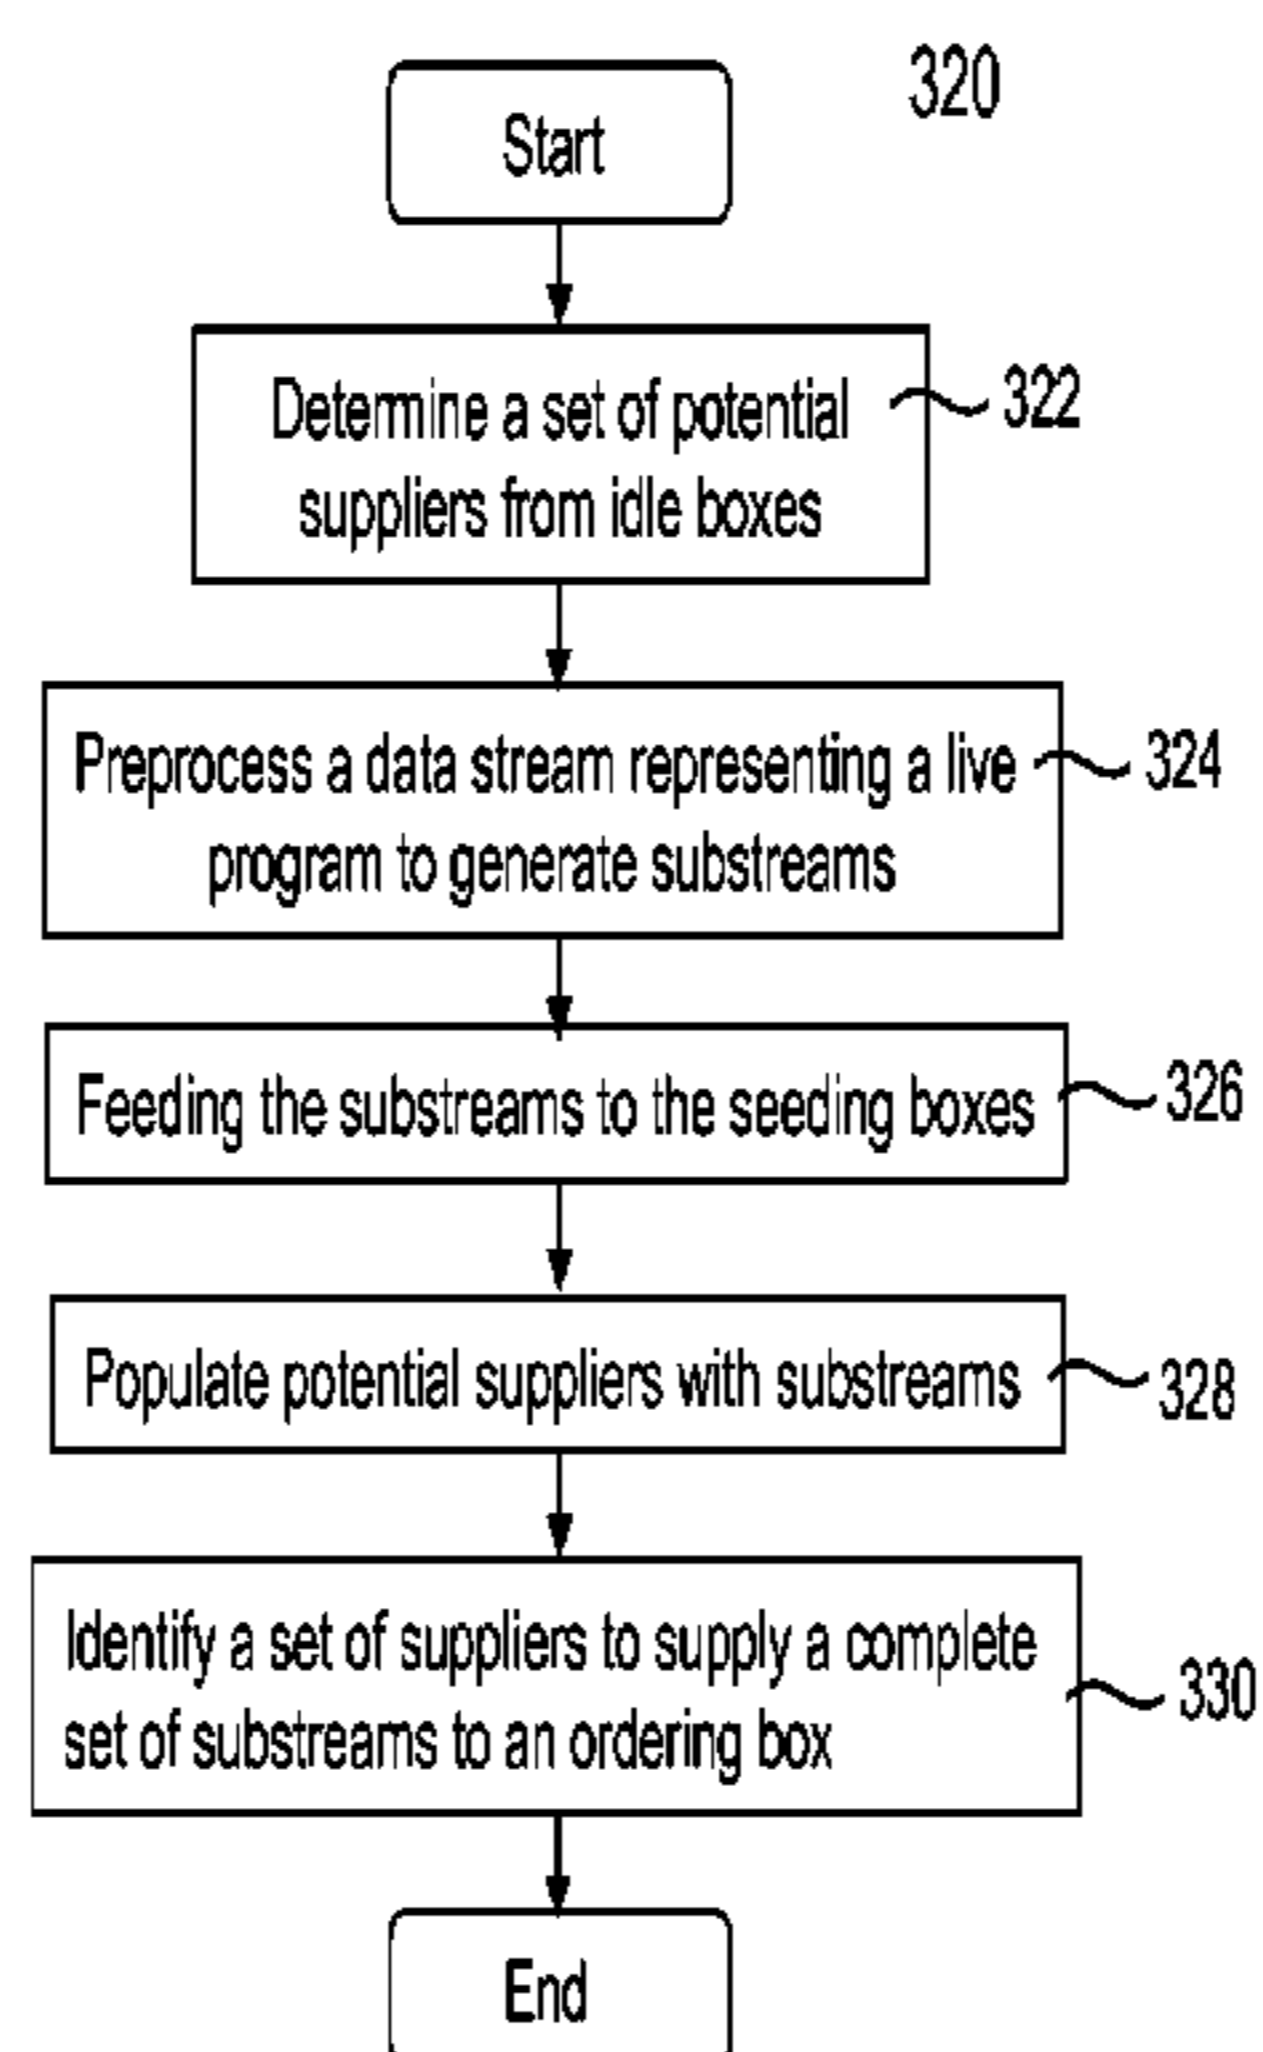 320
Start
Determine a set of potential
322
suppliers from idle boxes
Preprocess a data stream representing a live
324
program to generate substreams
Feeding the substreams to the seeding boxes
326
Populate potential suppliers with substreams
328
Identify a set of suppliers to supply a complete
330
set of substreams to an ordering box
End